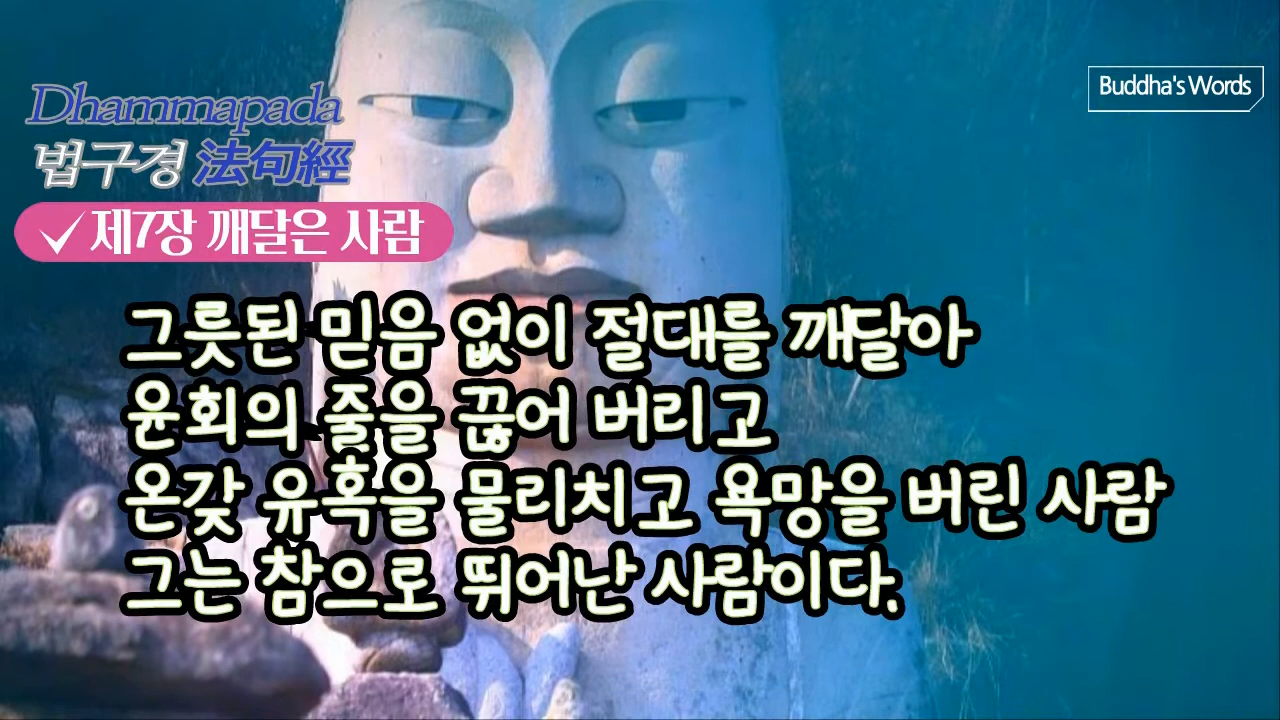 Dhammapada
Buddha's Words
법구경 法句經
✓제7장 깨달은 사람
그릇된 믿음 없이 절대를 깨달아
윤회의 줄을 끊어 버리고
온갖 유혹을 물리치고 욕망을 버린 사람
그는 참으로 뛰어난 사람이다.